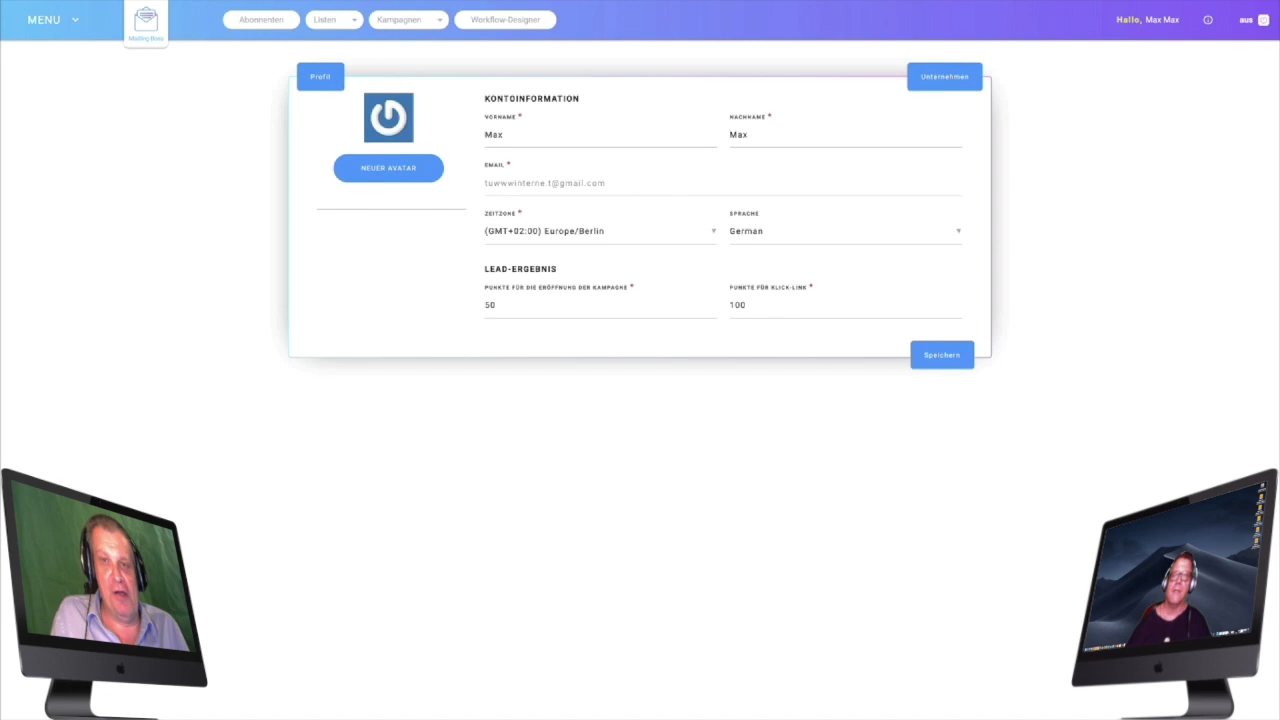 MENU
Mailing Boss
Abonnenten Listen Kampagnen Workflow-Designer
Hallo, Max Max
aus
Profil
Unternehmen
KONTOINFORMATION
VORNAME * NACHNAME *
Max Max
NEUER AVATAR
EMAIL *
tuwwwinterne.t@gmail.com
ZEITZONE * SPRACHE
(GMT+02:00) Europe/Berlin German
LEAD-ERGEBNIS
PUNKTE FÜR DIE ERÖFFNUNG DER KAMPAGNE * PUNKTE FÜR KLICK-LINK *
50 100
Speichern